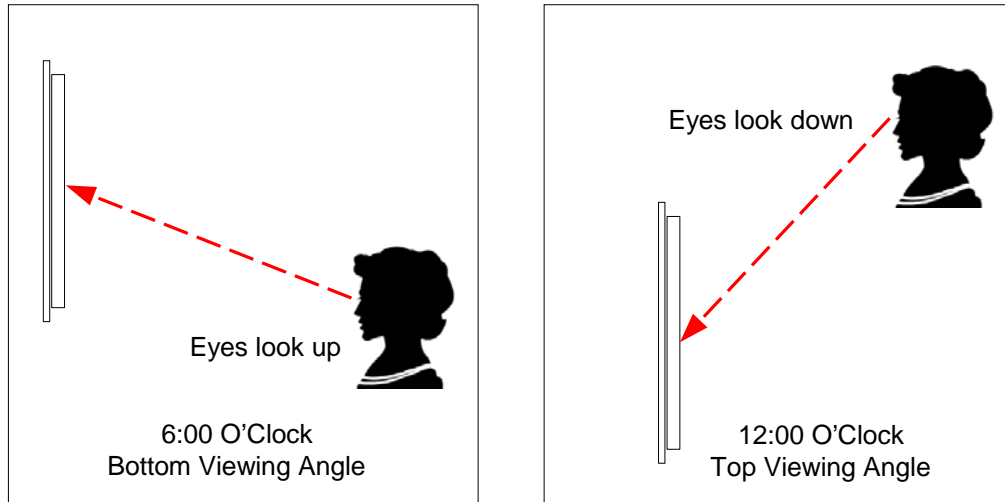 Eyes look up
6:00 O'Clock
Bottom Viewing Angle
Eyes look down
12:00 O'Clock
Top Viewing Angle